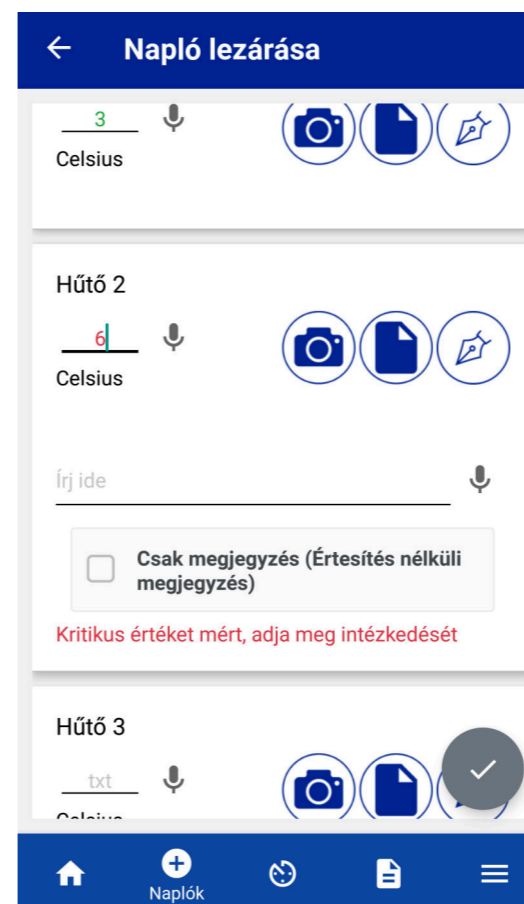 Napló lezárása
3
Celsius
Hűtő 2
6
Celsius
Írj ide
Csak megjegyzés (Értesítés nélküli
megjegyzés)
Kritikus értéket mért, adja meg intézkedését
Hűtő 3
txt
Celsius
Naplók